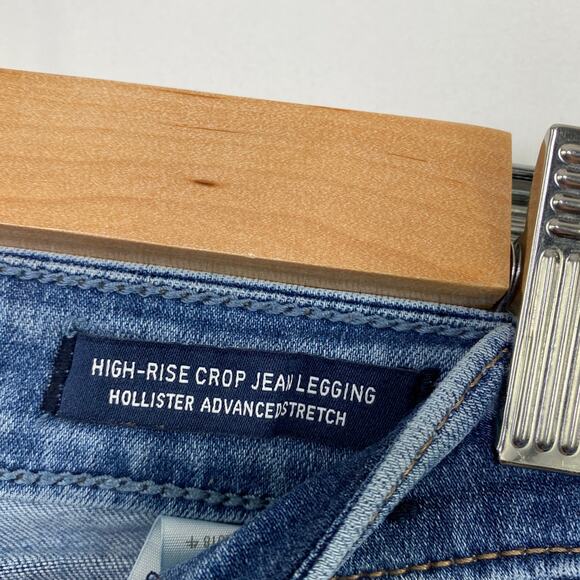 HIGH-RISE CROP JEAN LEGGING
HOLLISTER ADVANCED STRETCH